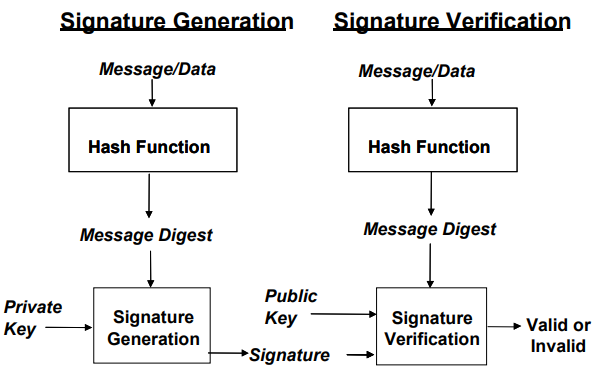 Signature Generation
Message/Data
Hash Function
Message Digest
Private
Key
Signature
Generation
Signature
Signature Verification
Message/Data
Hash Function
Message Digest
Public
Key
Signature
Verification
Valid or
Invalid